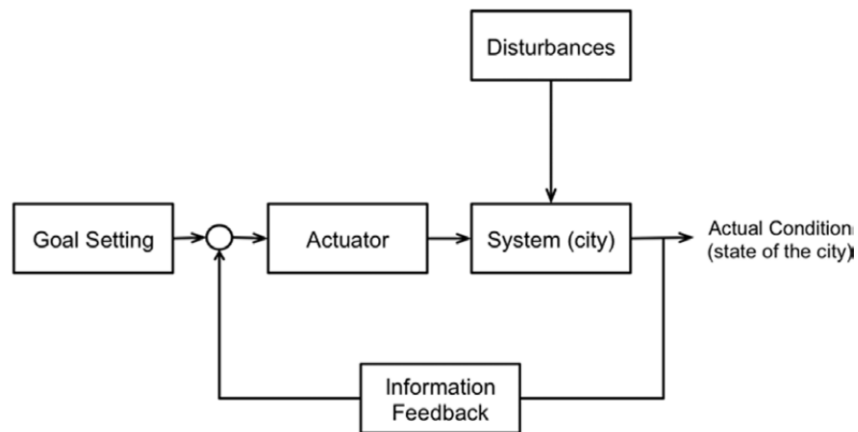 Disturbances
Goal Setting
Actuator
System (city)
Actual Condition
(state of the city)
Information
Feedback